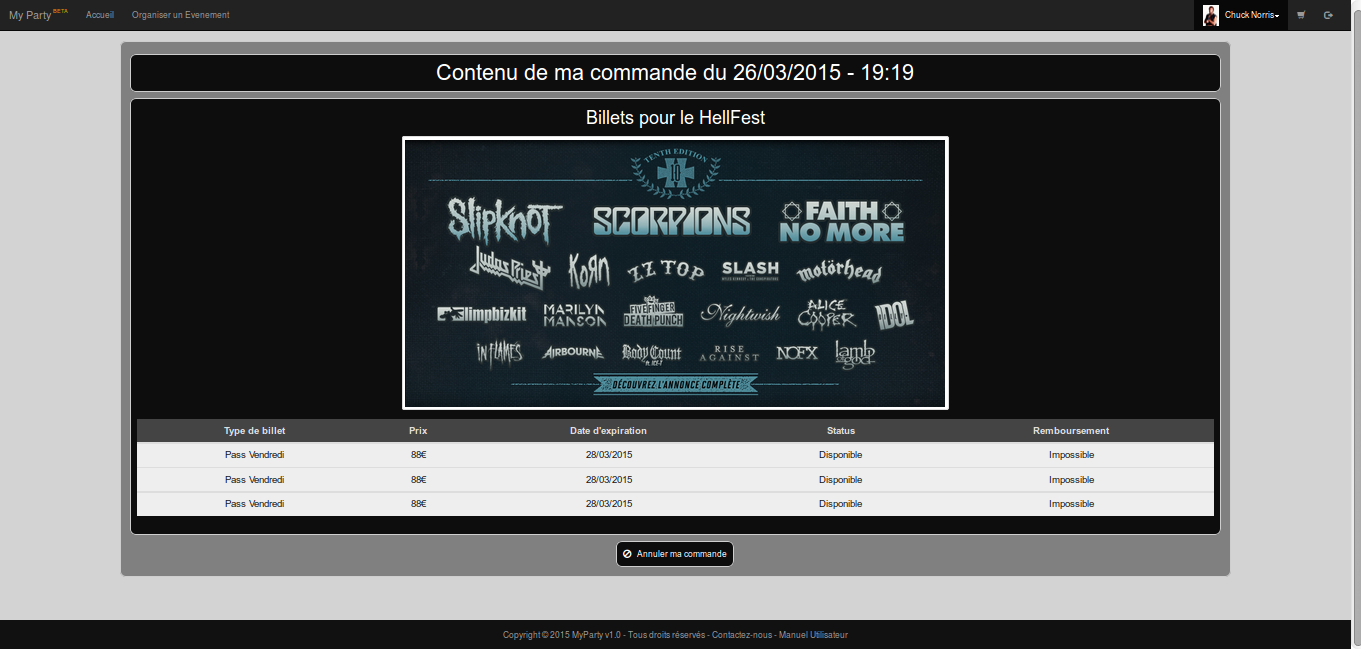 My Party BETA Accueil Organiser un Evenement Chuck Norris
Contenu de ma commande du 26/03/2015 - 19:19
Billets pour le HellFest
TENTH EDITION
10
SLIPKNOT SCORPIONS FAITH NO MORE
JUDAS PRIEST KORN ZZ TOP SLASH motörhead
limpbizkit MARILYN MANSON FIVE FINGER DEATH PUNCH Nightwish ALICE COOPER IDOL
IN FLAMES AIRBOURNE Body Count ft. ICE-T RISE AGAINST NOFX lamb of god
DÉCOUVREZ L'ANNONCE COMPLÈTE
Type de billet Prix Date d'expiration Status Remboursement
Pass Vendredi 88€ 28/03/2015 Disponible Impossible
Pass Vendredi 88€ 28/03/2015 Disponible Impossible
Pass Vendredi 88€ 28/03/2015 Disponible Impossible
Annuler ma commande
Copyright © 2015 MyParty v1.0 - Tous droits réservés - Contactez-nous - Manuel Utilisateur